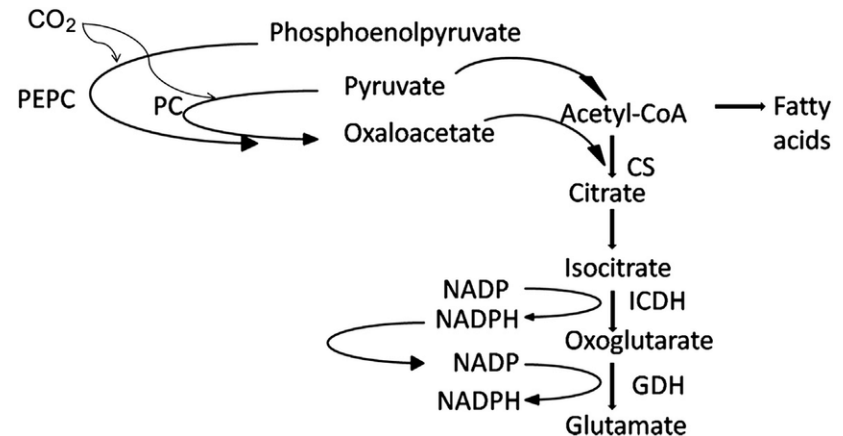 CO₂
Phosphoenolpyruvate
PEPC
PC
Pyruvate
Oxaloacetate
Acetyl-CoA
Fatty
acids
CS
Citrate
Isocitrate
NADP
ICDH
NADPH
Oxoglutarate
NADP
GDH
NADPH
Glutamate